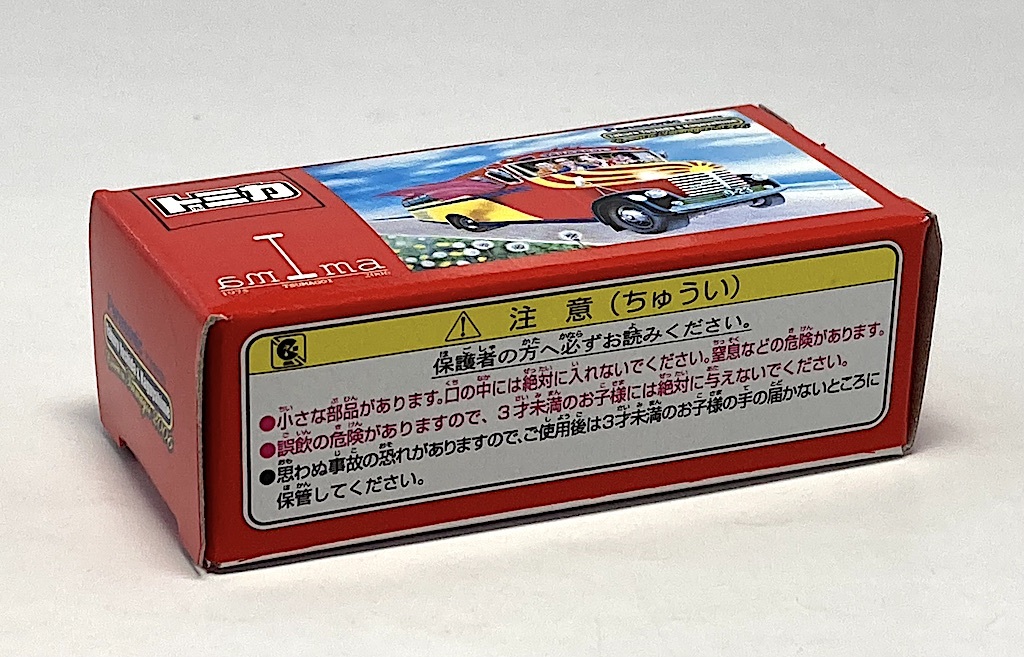 トミカ
ami Ima
1975 TSUMAGOI 2006
注意(ちゅうい)
保護者の方へ必ずお読みください。
●小さな部品があります。口の中には絶対に入れないでください。窒息などの危険があります。
●誤飲の危険がありますので、3才未満のお子様には絶対に与えないでください。
●思わぬ事故の恐れがありますので、ご使用後は3才未満のお子様の手の届かないところに
保管してください。